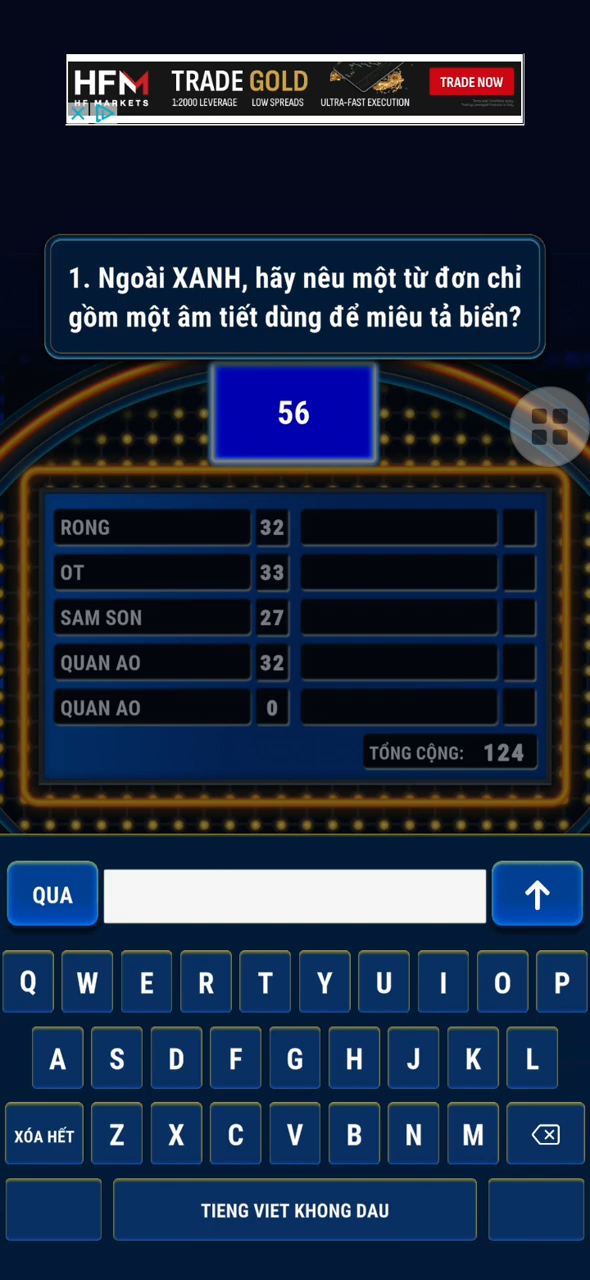 HFM
HF MARKETS
TRADE GOLD
1:2000 LEVERAGE LOW SPREADS ULTRA-FAST EXECUTION
TRADE NOW
1. Ngoài XANH, hãy nêu một từ đơn chỉ
gồm một âm tiết dùng để miêu tả biển?
56
RONG 32
OT 33
SAM SON 27
QUAN AO 32
QUAN AO 0
TỔNG CỘNG: 124
QUA
Q W E R T Y U I O P
A S D F G H J K L
XÓA HẾT Z X C V B N M
TIENG VIET KHONG DAU